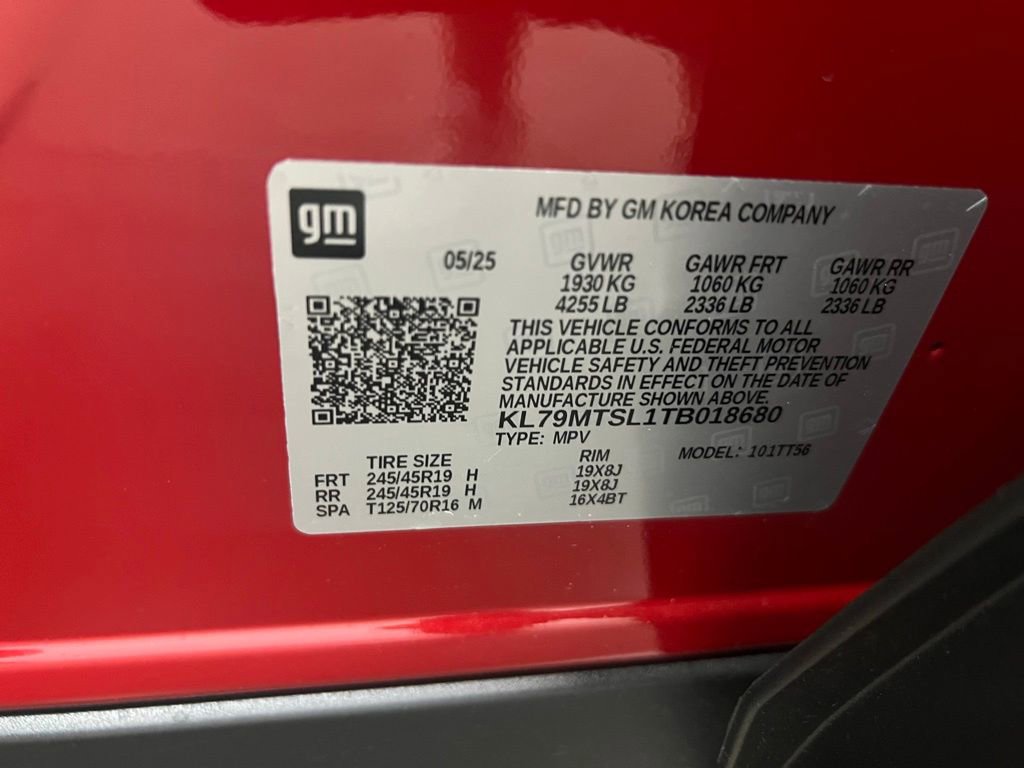 gm
MFD BY GM KOREA COMPANY
05/25 GVWR GAWR FRT GAWR RR
1930 KG 1060 KG 1060 KG
4255 LB 2336 LB 2336 LB
THIS VEHICLE CONFORMS TO ALL
APPLICABLE U.S. FEDERAL MOTOR
VEHICLE SAFETY AND THEFT PREVENTION
STANDARDS IN EFFECT ON THE DATE OF
MANUFACTURE SHOWN ABOVE.
KL79MTSL1TB018680
TYPE: MPV MODEL: 101TT56
TIRE SIZE RIM
FRT 245/45R19 H 19X8J
RR 245/45R19 H 19X8J
SPA T125/70R16 M 16X4BT